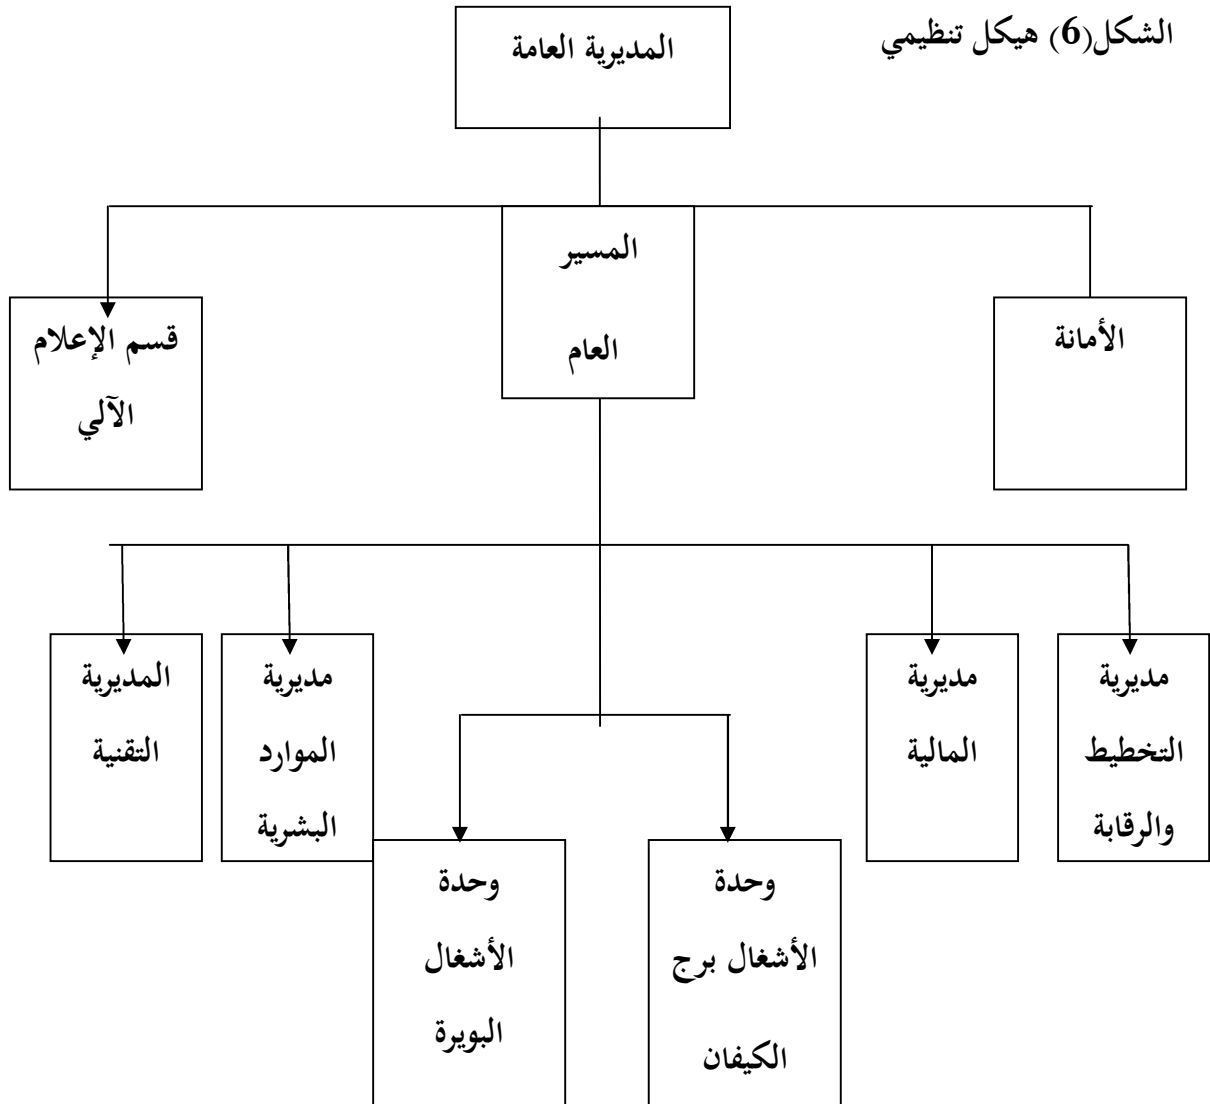 الشكل(6) هيكل تنظيمي
المديرية العامة
المسير
العام
الأمانة
قسم الإعلام
الآلي
مديرية
التخطيط
والرقابة
مديرية
المالية
مديرية
الموارد
البشرية
المديرية
التقنية
وحدة
الأشغال برج
الكيفان
وحدة
الأشغال
البويرة